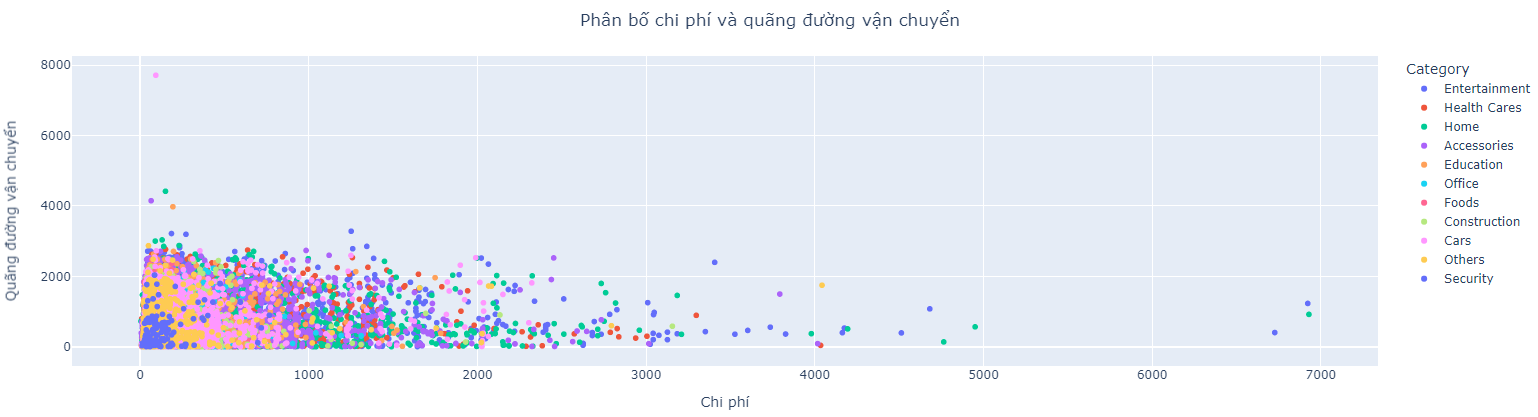 Phân bố chi phí và quãng đường vận chuyển
Quãng đường vận chuyển
8000
6000
4000
2000
0
0
1000
2000
3000
4000
5000
6000
7000
Chi phí
Category
Entertainment
Health Cares
Home
Accessories
Education
Office
Foods
Construction
Cars
Others
Security